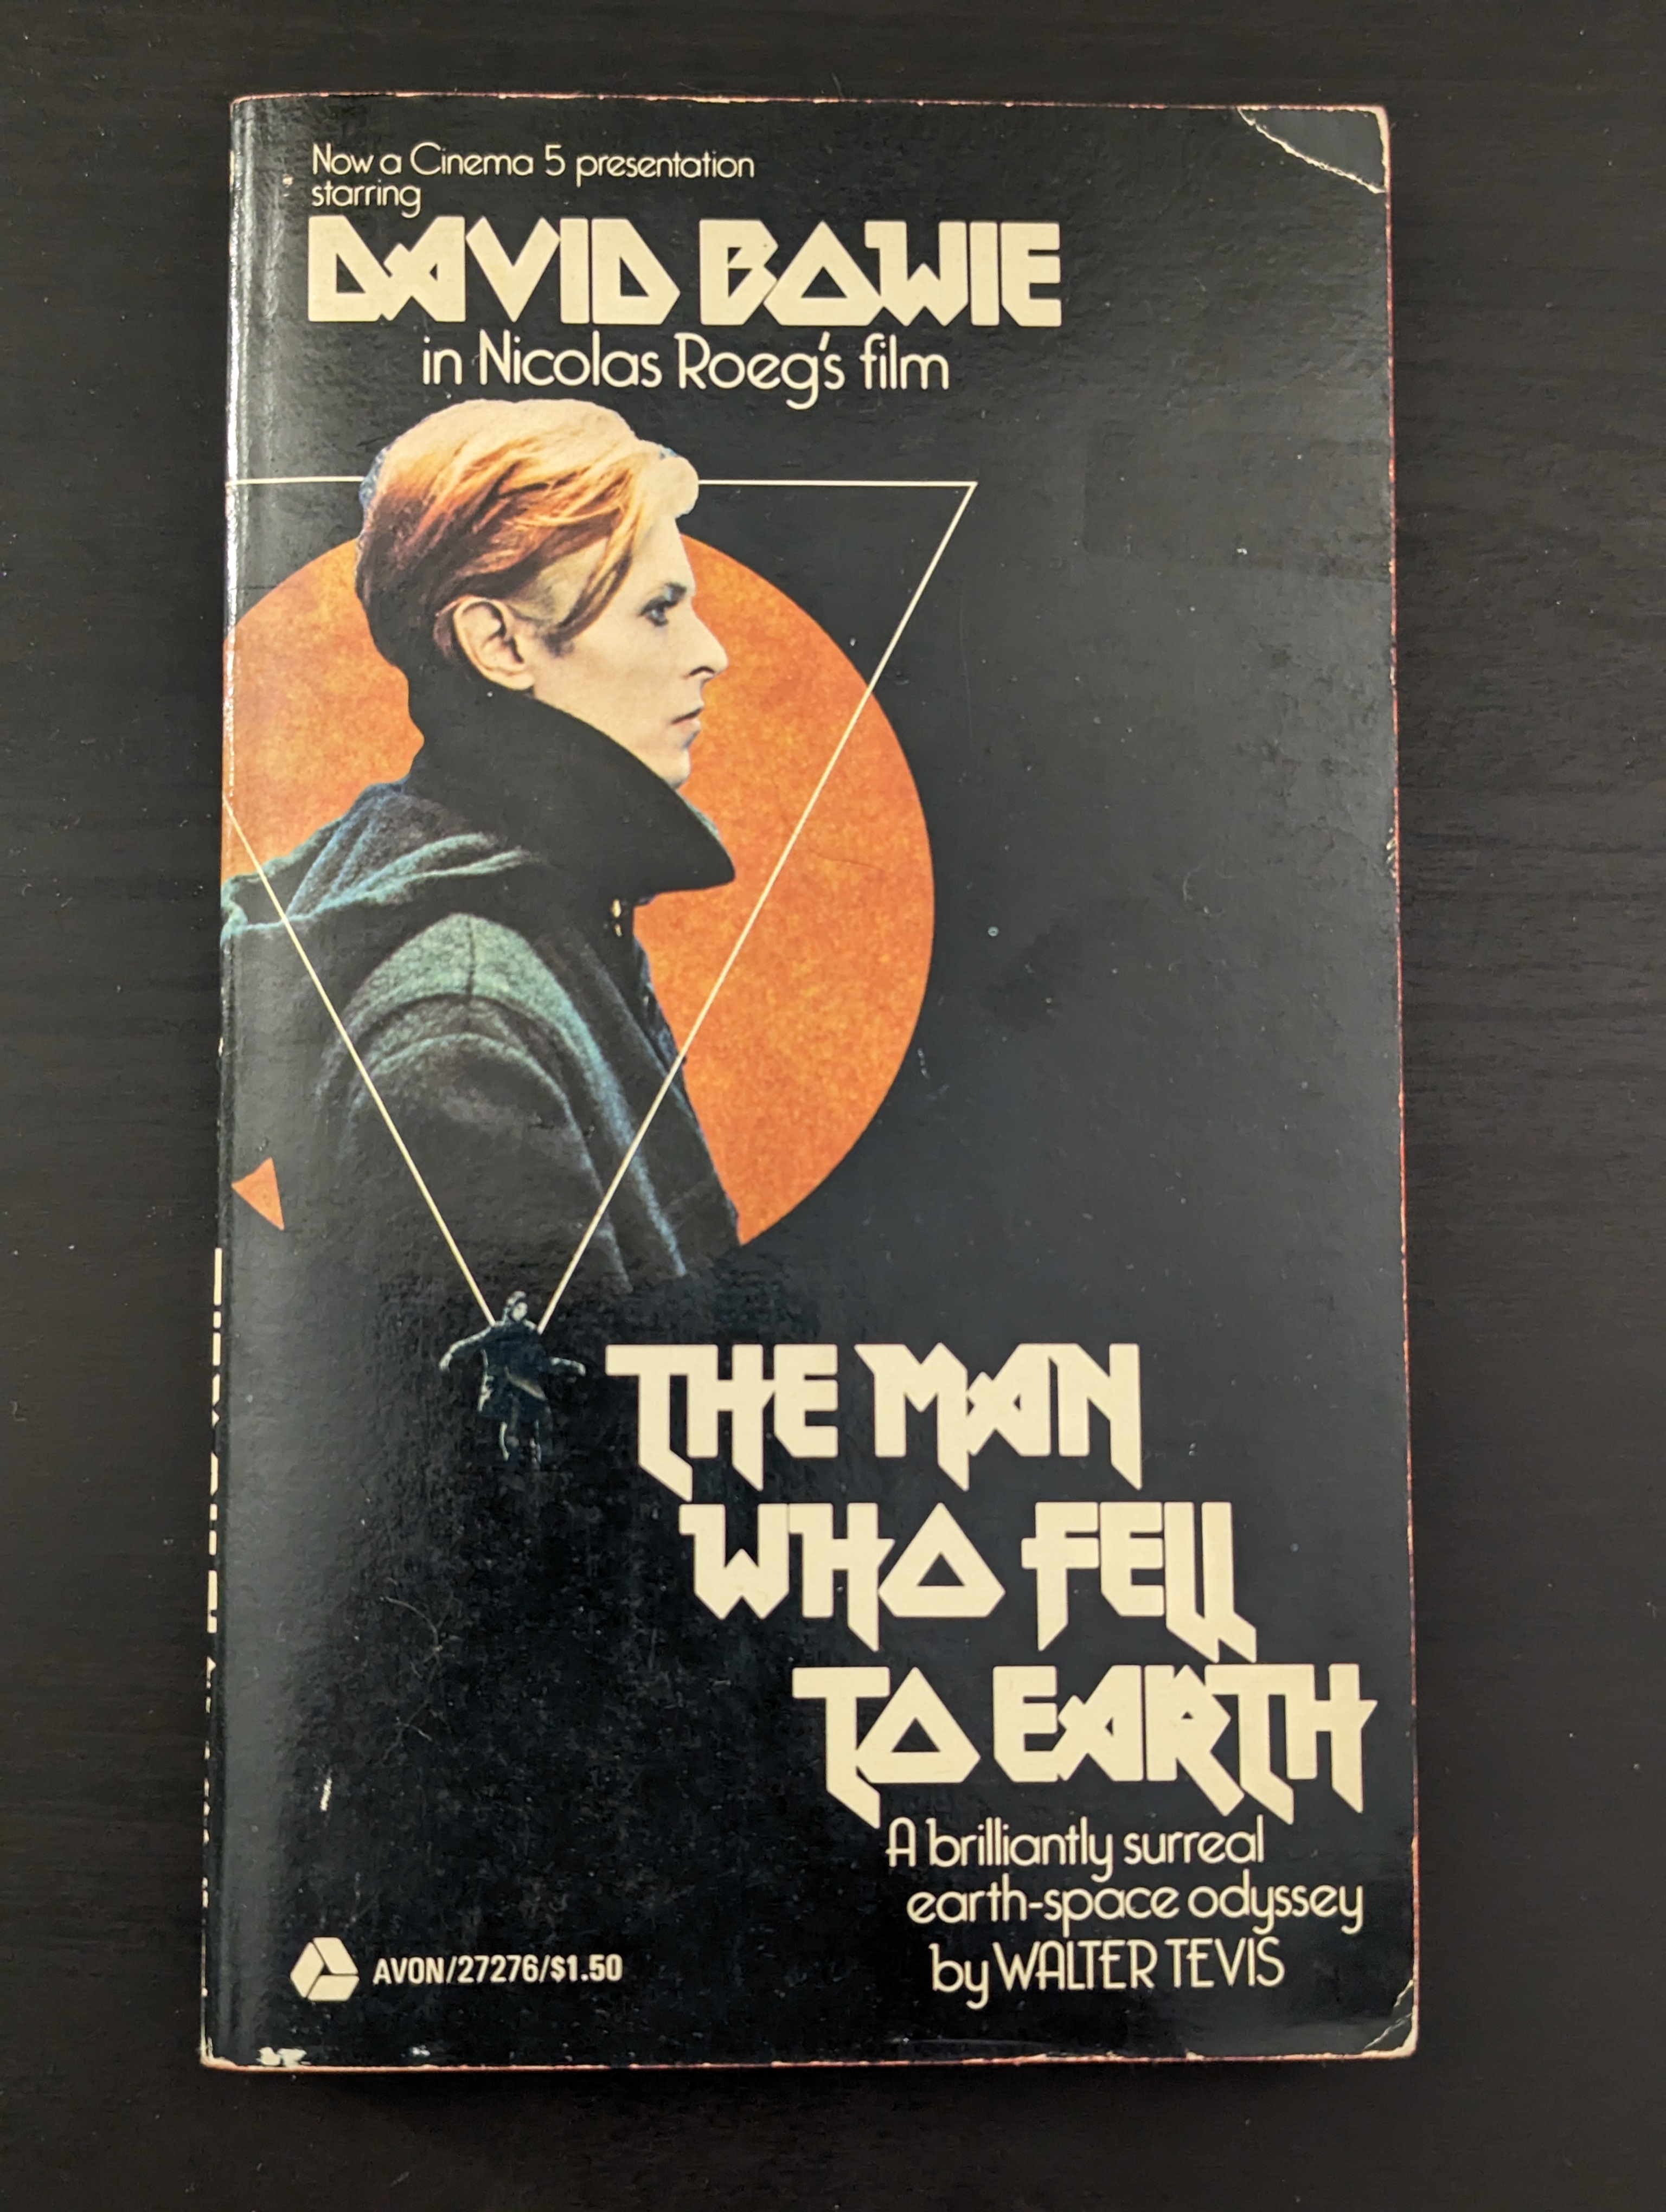 Now a Cinema 5 presentation
starring
DAVID BOWIE
in Nicolas Roeg's film
THE MAN
WHO FELL
TO EARTH
A brilliantly surreal
earth-space odyssey
by WALTER TEVIS
AVON/27276/$1.50